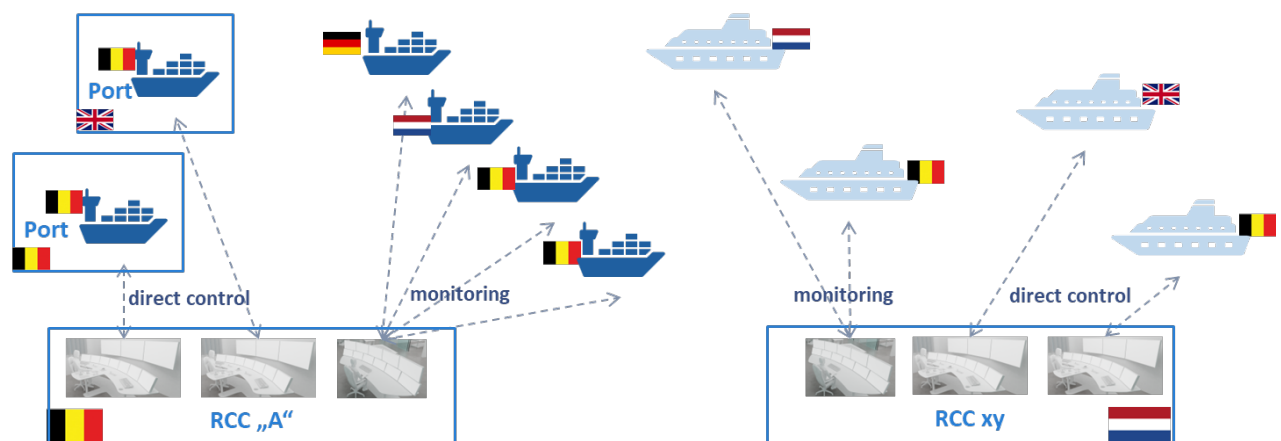 Port
Port
direct control
monitoring
monitoring
direct control
RCC „A“
RCC xy